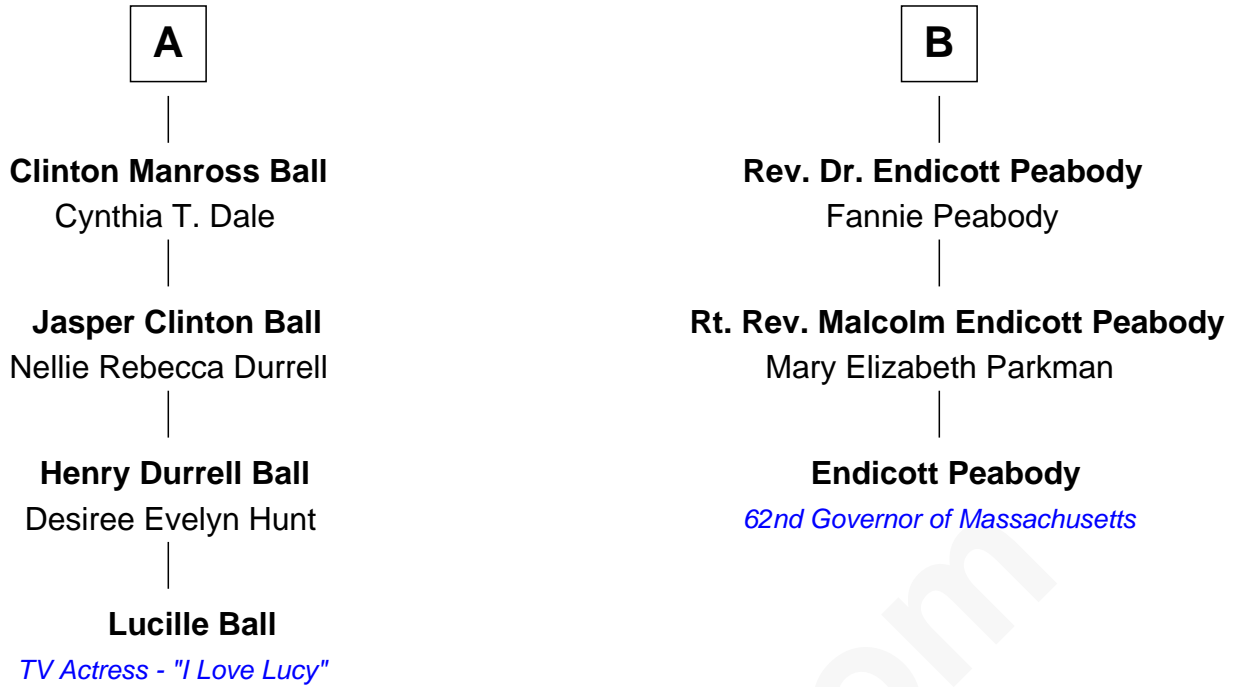 A
Clinton Manross Ball
Cynthia T. Dale
Jasper Clinton Ball
Nellie Rebecca Durrell
Henry Durrell Ball
Desiree Evelyn Hunt
Lucille Ball
TV Actress - "I Love Lucy"
B
Rev. Dr. Endicott Peabody
Fannie Peabody
Rt. Rev. Malcolm Endicott Peabody
Mary Elizabeth Parkman
Endicott Peabody
62nd Governor of Massachusetts
om